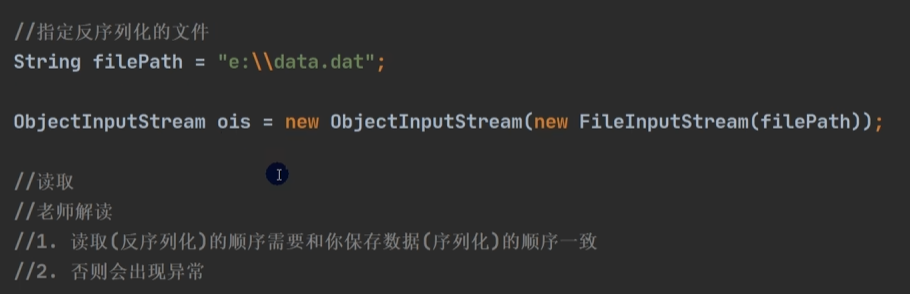 //指定反序列化的文件
String filePath = "e:\\data.dat";
ObjectInputStream ois = new ObjectInputStream(new FileInputStream(filePath));
//读取
//老师解读
//1. 读取(反序列化)的顺序需要和你保存数据(序列化)的顺序一致
//2. 否则会出现异常